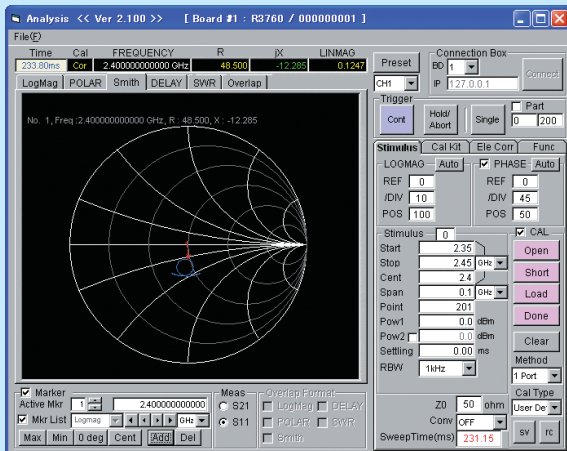 Analysis << Ver 2.100 >> [ Board #1 : R3760 / 000000001 ]
File(F)
Time Cal FREQUENCY R jX LINMAG
233.80ms Cor 2.400000000000 GHz 48.500 -12.285 0.1247
LogMag POLAR Smith DELAY SWR Overlap
No. 1, Freq :2.400000000000 GHz, R : 48.500, X : -12.285
Marker
Active Mkr 1 2.400000000000
Mkr List Logmag GHz
Max Min 0 deg Cent Add Del
Meas
S21
S11
Overlap Format
Logmag DELAY
POLAR SWR
Smith
Preset
CH1
Connection Box
BD 1
IP 127.0.0.1
Connect
Trigger
Cont
Hold/
Abort
Single
Part
0 200
Stimulus Cal Kit Ele Corr Func
LOGMAG Auto
REF 0
/DIV 10
POS 100
PHASE Auto
REF 0
/DIV 45
POS 50
Stimulus 0
Start 2.35
Stop 2.45 GHz
Cent 2.4
Span 0.1 GHz
Point 201
Pow1 0.0 dBm
Pow2 0.0 dBm
Settling 0.00 ms
RBW 1kHz
Z0 50 ohm
Conv OFF
SweepTime(ms) 231.15
CAL
Open
Short
Load
Done
Clear
Method
1 Port
Cal Type
User De
sv rc